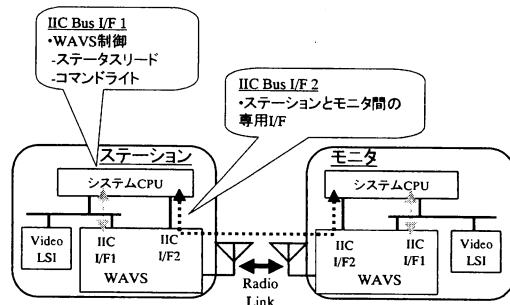 IIC Bus I/F 1
・WAVS制御
-ステータスリード
-コマンドライト
IIC Bus I/F 2
・ステーションとモニタ間の
専用I/F
ステーション
システムCPU
Video
LSI
IIC
I/F1
IIC
I/F2
WAVS
Radio
Link
モニタ
システムCPU
IIC
I/F2
IIC
I/F1
WAVS
Video
LSI